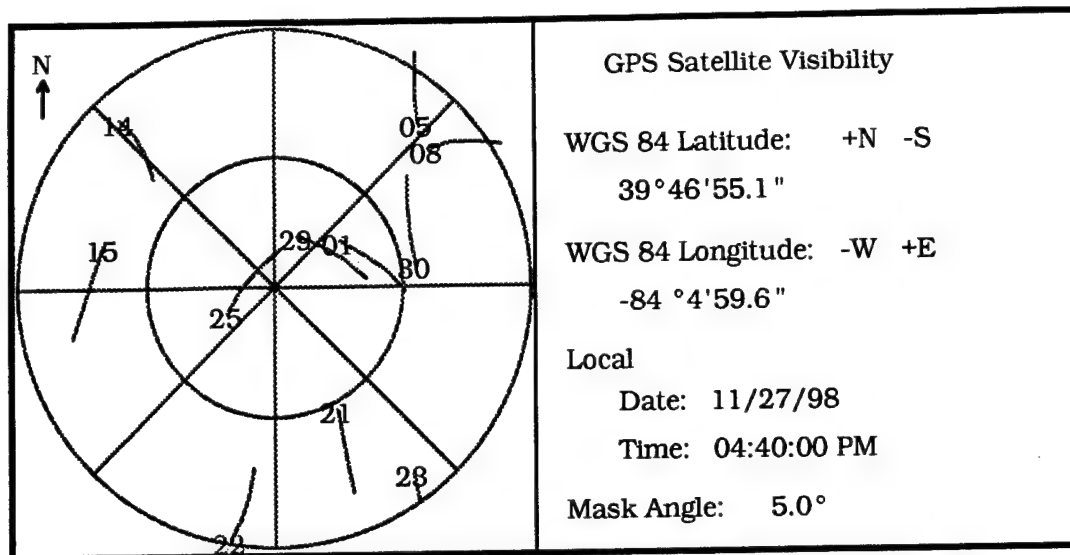 N
14
05
08
15
29 01
30
25
21
28
22
GPS Satellite Visibility
WGS 84 Latitude: +N -S
39°46'55.1"
WGS 84 Longitude: -W +E
-84 °4'59.6"
Local
Date: 11/27/98
Time: 04:40:00 PM
Mask Angle: 5.0°